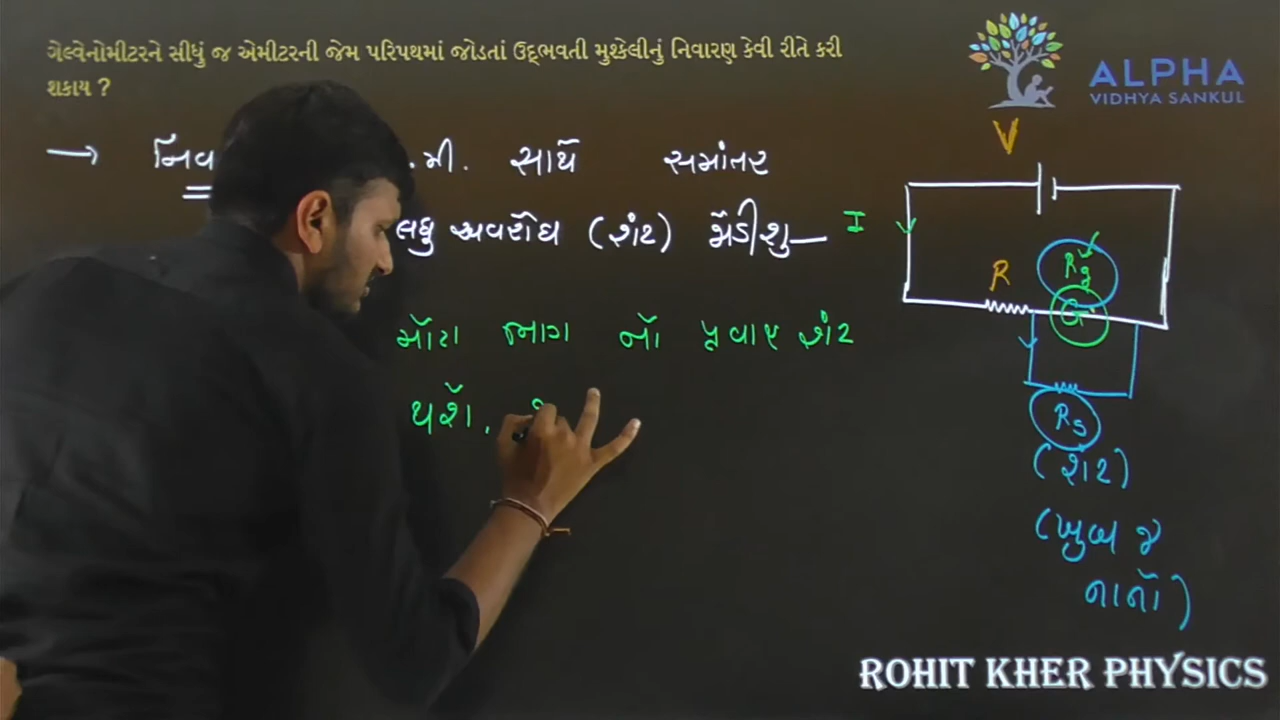 ગેલ્વેનોમીટરને સીધું જ એમીટરની જેમ પરિપથમાં જોડતાં ઉદ્ભવતી મુશ્કેલીનું નિવારણ કેવી રીતે કરી
શકાય ?
ALPHA
VIDHYA SANKUL
→ નિવ .મી. સાથે સમાંતર
લઘુ અવરોધ (શંટ) જોડીશુ
મોટા ભાગ નો પ્રવાહ શંટ
થશે.
V
I
R
Rg
G
Rs
(શંટ)
(ખુબ જ
નાનો)
ROHIT KHER PHYSICS